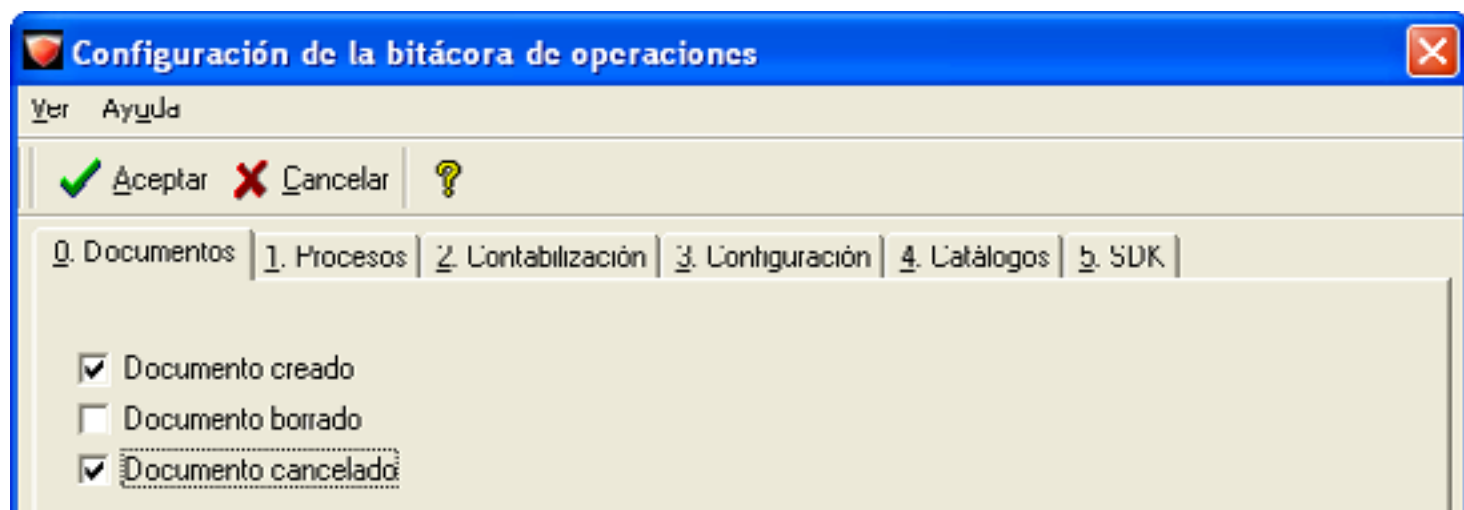 Configuración de la bitácora de operaciones
Ver Ayuda
Aceptar Cancelar
0. Documentos 1. Procesos 2. Contabilización 3. Configuración 4. Catálogos 5. SDK
Documento creado
Documento borrado
Documento cancelado